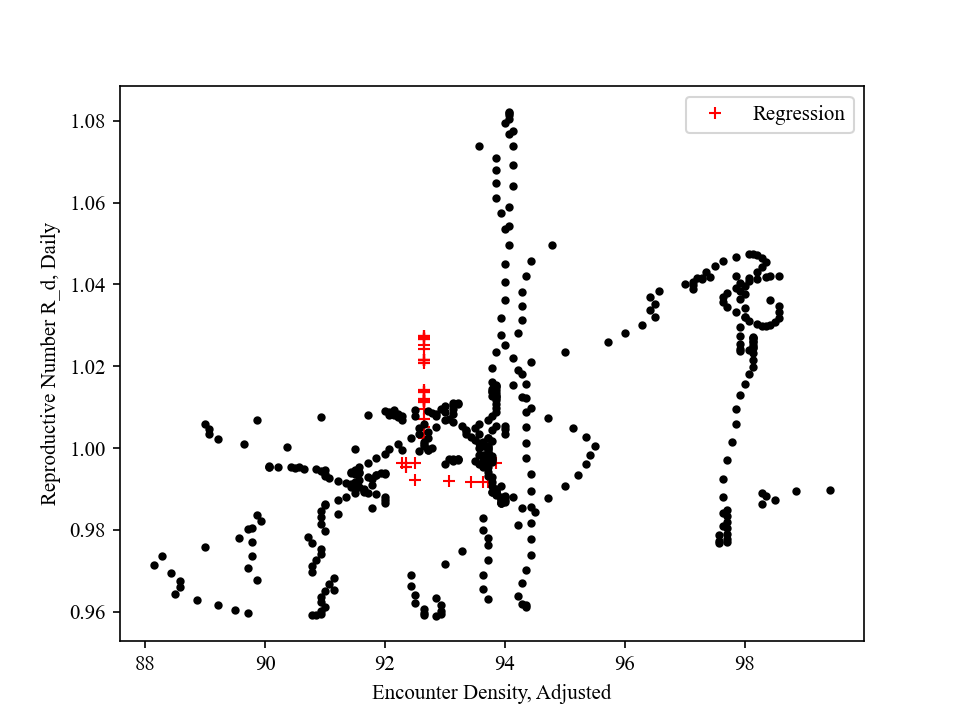 Regression
1.08
1.06
1.04
1.02
1.00
0.98
0.96
Reproductive Number R_d, Daily
88 90 92 94 96 98
Encounter Density, Adjusted